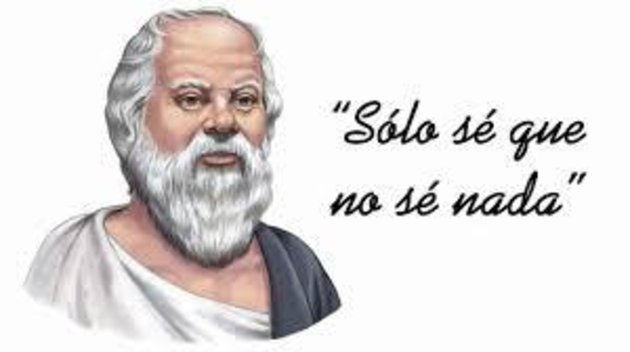 “Sólo sé que
no sé nada”